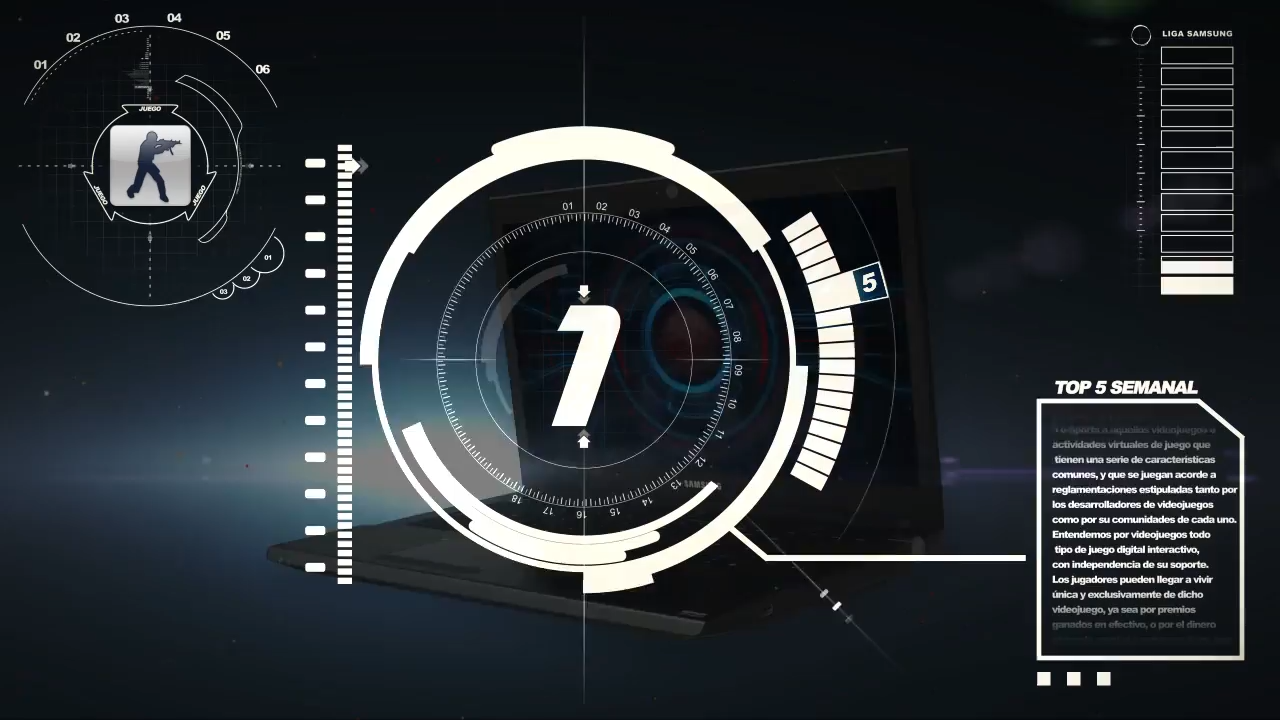 01
02
03
04
05
06
JUEGO
JUEGO
JUEGO
01
02
03
LIGA SAMSUNG
01
02
03
04
05
06
07
08
09
10
11
12
13
14
15
16
17
18
1
5
SAMSUNG
TOP 5 SEMANAL
actividades virtuales de juego que
tienen una serie de características
comunes, y que se juegan acorde a
reglamentaciones estipuladas tanto por
los desarrolladores de videojuegos
como por su comunidades de cada uno.
Entendemos por videojuegos todo
tipo de juego digital interactivo,
con independencia de su soporte.
Los jugadores pueden llegar a vivir
única y exclusivamente de dicho
videojuego, ya sea por premios
ganados en efectivo, o por el dinero